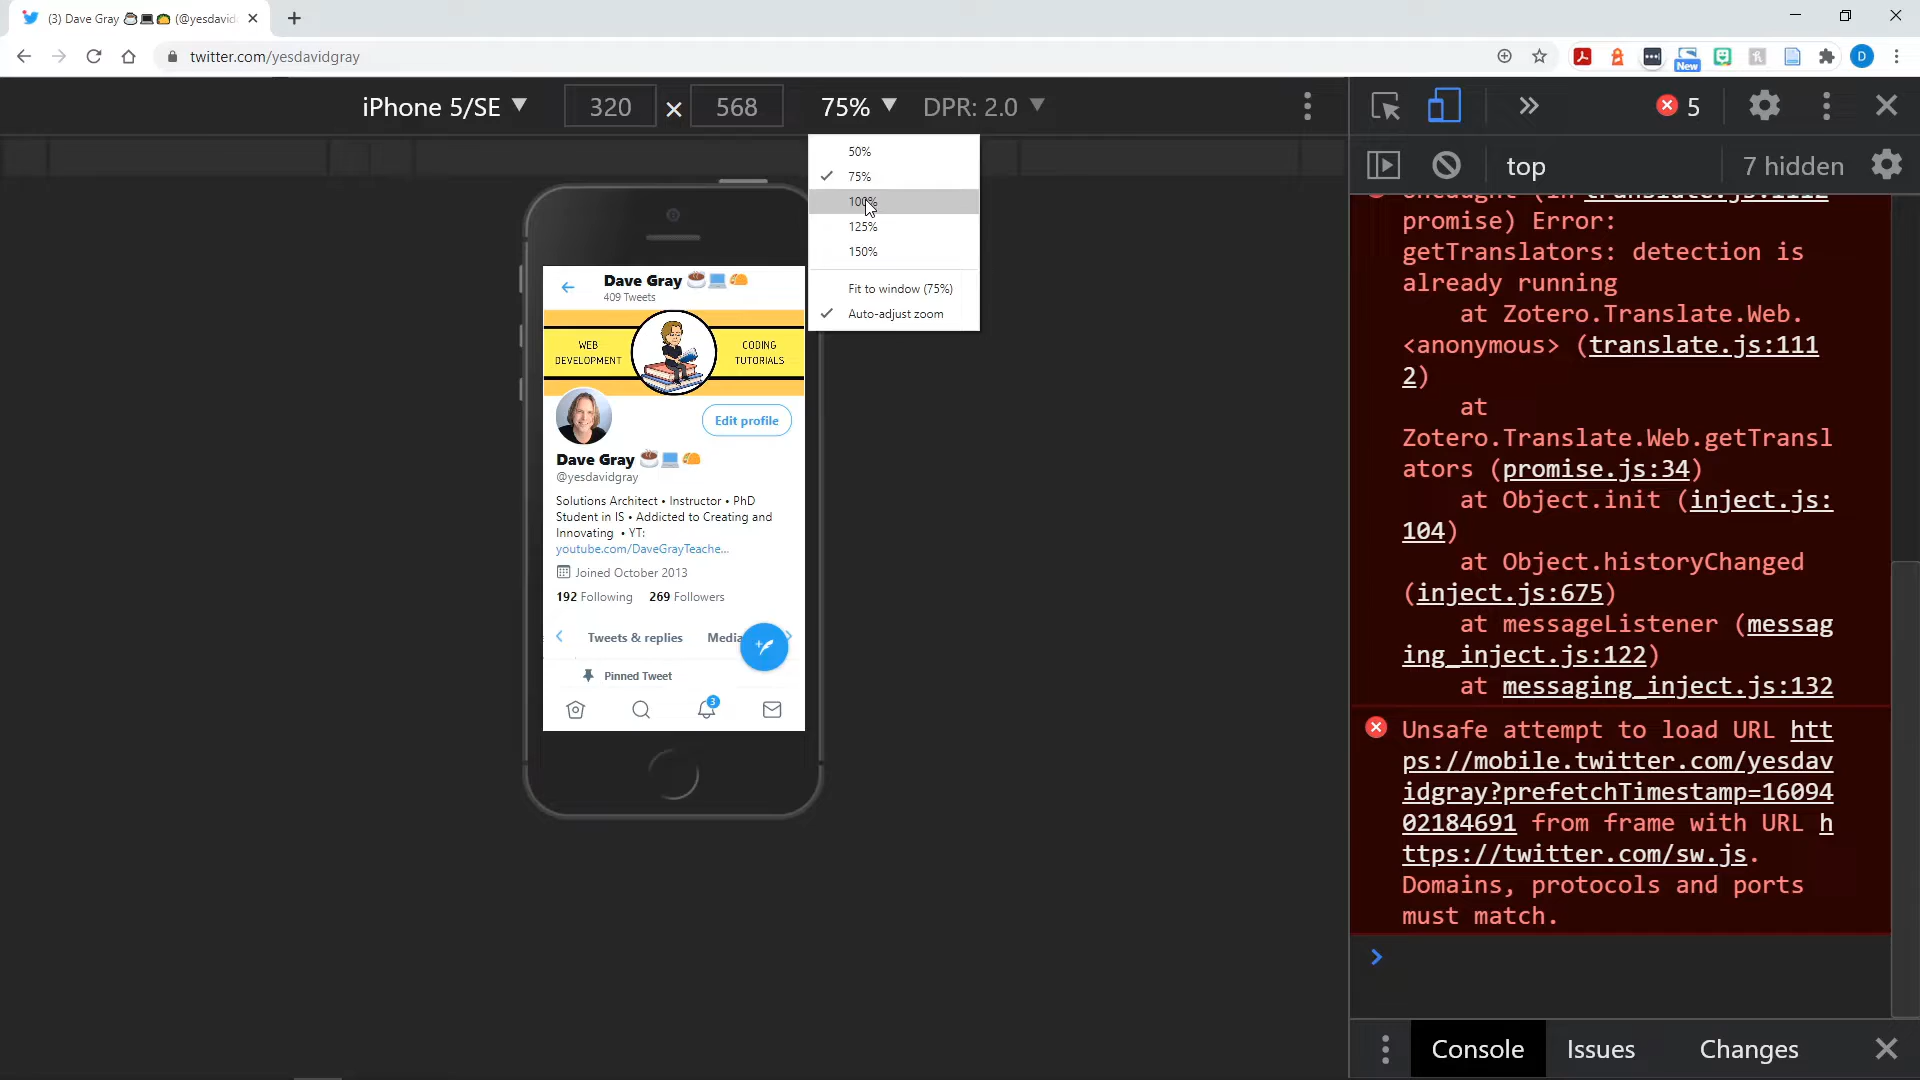 (3) Dave Gray ☕💻🌮 (@yesdavid
twitter.com/yesdavidgray
New
D
iPhone 5/SE
320
568
75%
DPR: 2.0
5
top
7 hidden
50%
75%
100%
125%
150%
Fit to window (75%)
Auto-adjust zoom
Dave Gray ☕💻🌮
409 Tweets
WEB
DEVELOPMENT
CODING
TUTORIALS
Edit profile
Dave Gray ☕💻🌮
@yesdavidgray
Solutions Architect • Instructor • PhD
Student in IS • Addicted to Creating and
Innovating • YT:
youtube.com/DaveGrayTeache...
Joined October 2013
192 Following 269 Followers
Tweets & replies Media
Pinned Tweet
3
Uncaught (in translate.js:1112
promise) Error:
getTranslators: detection is
already running
at Zotero.Translate.Web.
<anonymous> (translate.js:111
2)
at
Zotero.Translate.Web.getTransl
ators (promise.js:34)
at Object.init (inject.js:
104)
at Object.historyChanged
(inject.js:675)
at messageListener (messag
ing_inject.js:122)
at messaging_inject.js:132
Unsafe attempt to load URL htt
ps://mobile.twitter.com/yesdav
idgray?prefetchTimestamp=16094
02184691 from frame with URL h
ttps://twitter.com/sw.js.
Domains, protocols and ports
must match.
Console
Issues
Changes